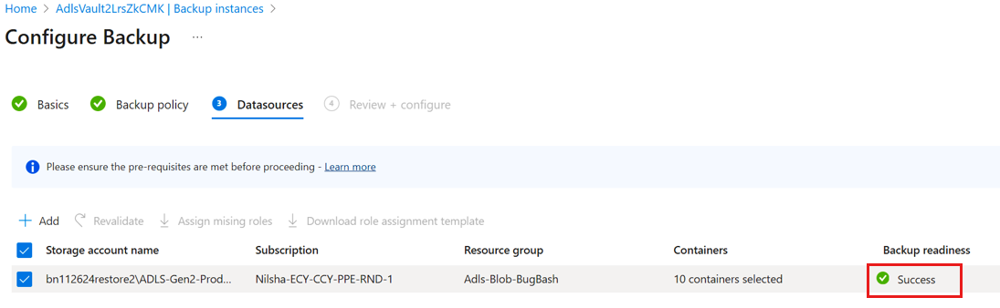 Home > AdlsVault2LrsZkCMK | Backup instances >
Configure Backup ...
Basics Backup policy 3 Datasources 4 Review + configure
Please ensure the pre-requisites are met before proceeding - Learn more
+ Add Revalidate Assign mising roles Download role assignment template
Storage account name Subscription Resource group Containers Backup readiness
bn112624restore2\ADLS-Gen2-Prod... Nilsha-ECY-CCY-PPE-RND-1 Adls-Blob-BugBash 10 containers selected Success